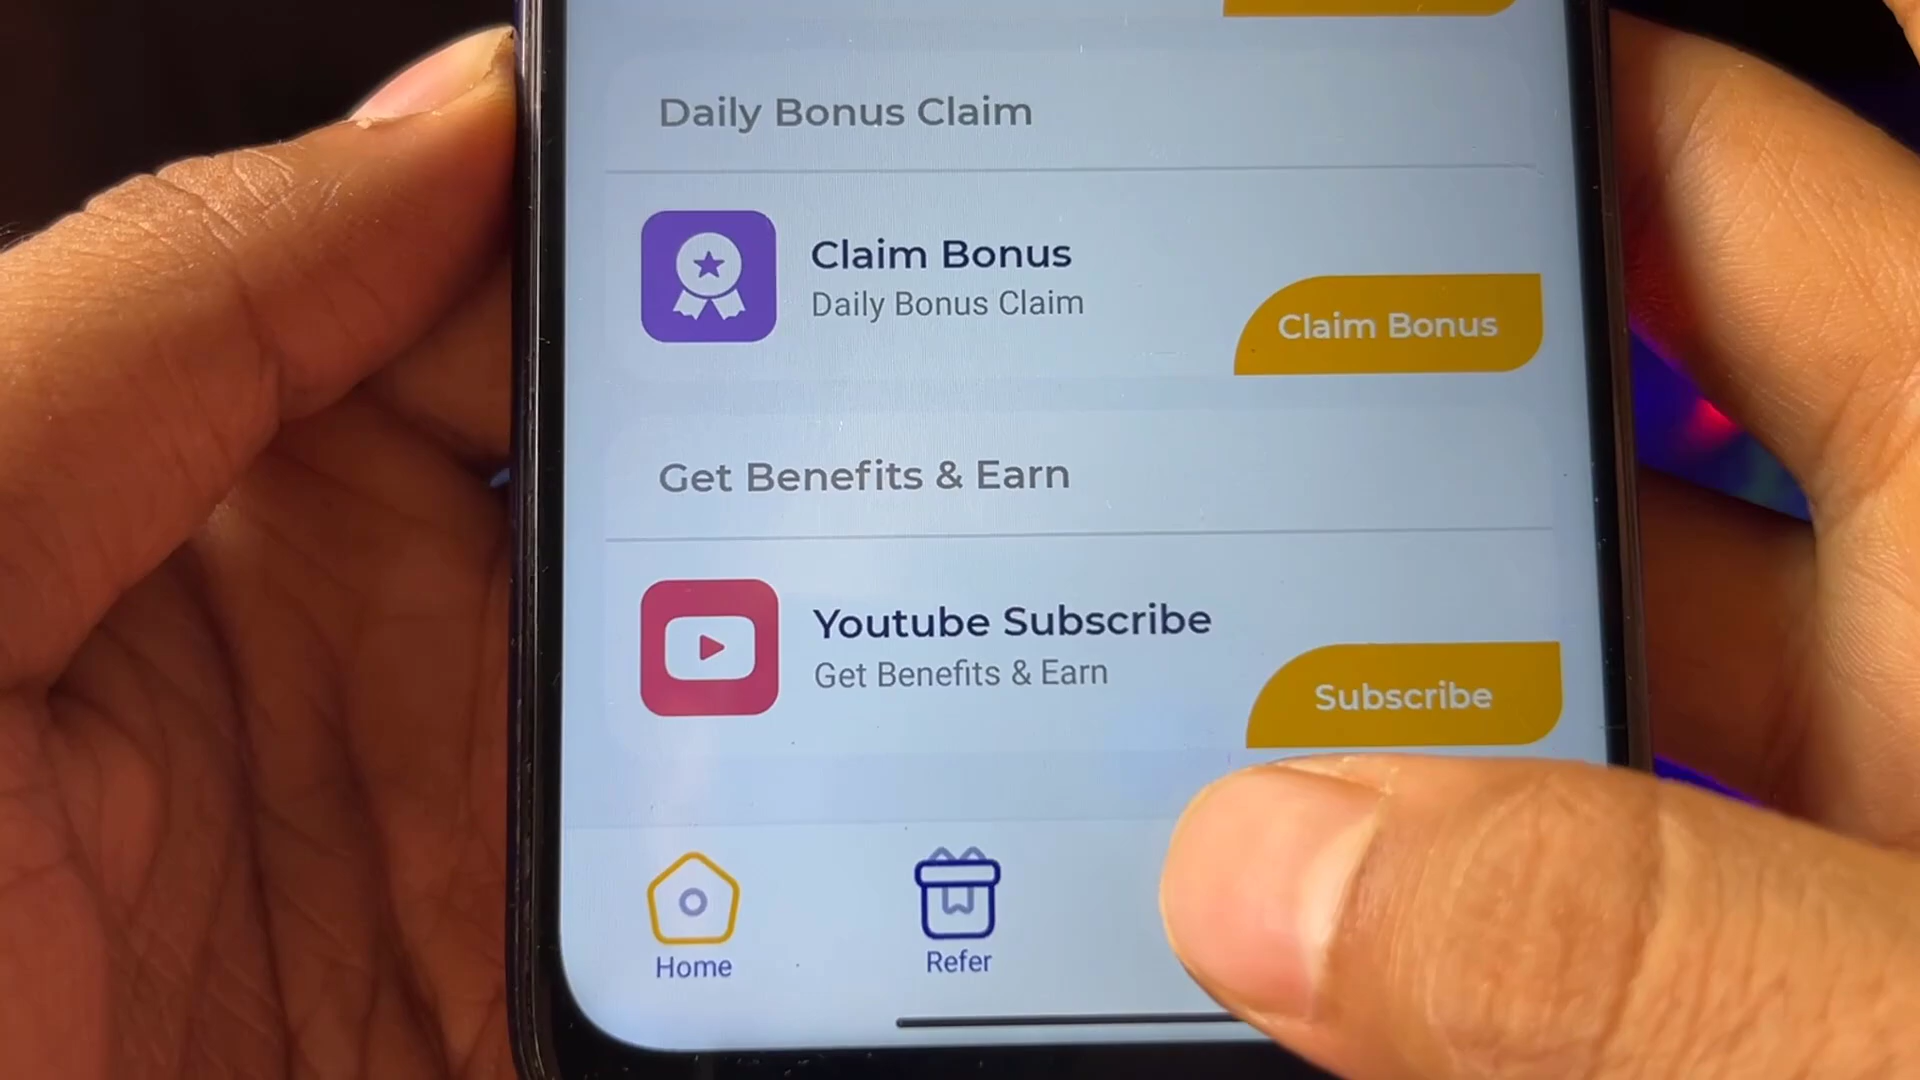 Daily Bonus Claim
Claim Bonus
Daily Bonus Claim
Claim Bonus
Get Benefits & Earn
Youtube Subscribe
Get Benefits & Earn
Subscribe
Home
Refer